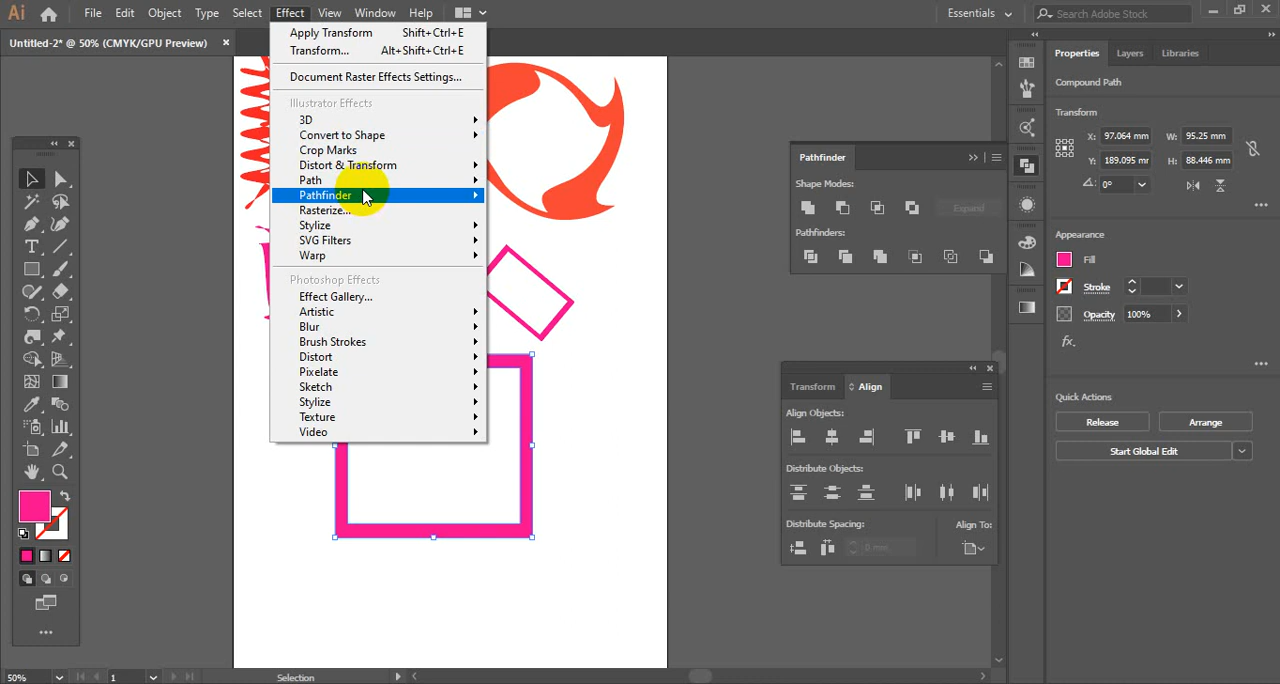 Ai File Edit Object Type Select Effect View Window Help Essentials Search Adobe Stock
Untitled-2* @ 50% (CMYK/GPU Preview) ×
Apply Transform Shift+Ctrl+E
Transform... Alt+Shift+Ctrl+E
Document Raster Effects Settings...
Illustrator Effects
3D
Convert to Shape
Crop Marks
Distort & Transform
Path
Pathfinder
Rasterize...
Stylize
SVG Filters
Warp
Photoshop Effects
Effect Gallery...
Artistic
Blur
Brush Strokes
Distort
Pixelate
Sketch
Stylize
Texture
Video
Pathfinder
Shape Modes:
Expand
Pathfinders:
Transform Align
Align Objects:
Distribute Objects:
Distribute Spacing: Align To:
0 mm
Properties Layers Libraries
Compound Path
Transform
X: 97.064 mm W: 95.25 mm
Y: 189.095 mr H: 88.446 mm
0°
Appearance
Fill
Stroke
Opacity 100%
fx.
Quick Actions
Release Arrange
Start Global Edit
50% 1 Selection